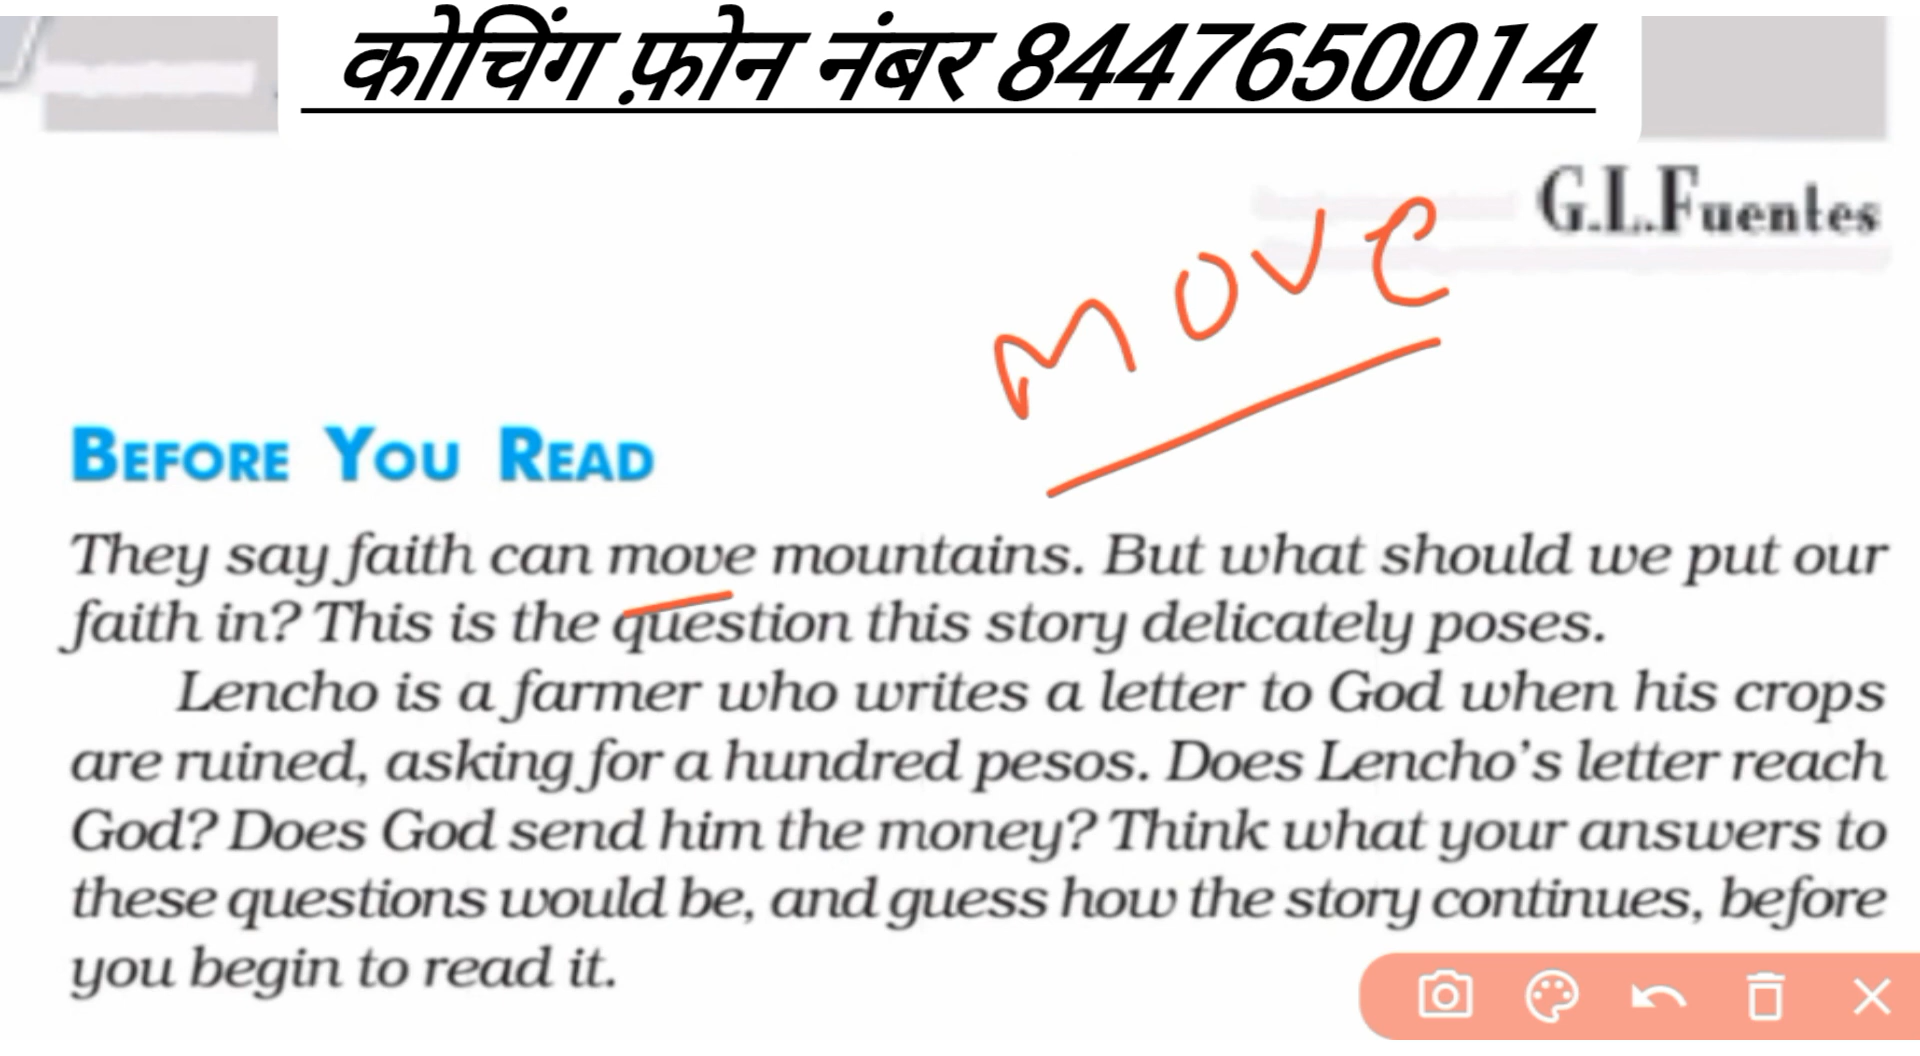 कोचिंग फ़ोन नंबर 8447650014
G.L.Fuentes
move
BEFORE YOU READ
They say faith can move mountains. But what should we put our
faith in? This is the question this story delicately poses.
Lencho is a farmer who writes a letter to God when his crops
are ruined, asking for a hundred pesos. Does Lencho's letter reach
God? Does God send him the money? Think what your answers to
these questions would be, and guess how the story continues, before
you begin to read it.